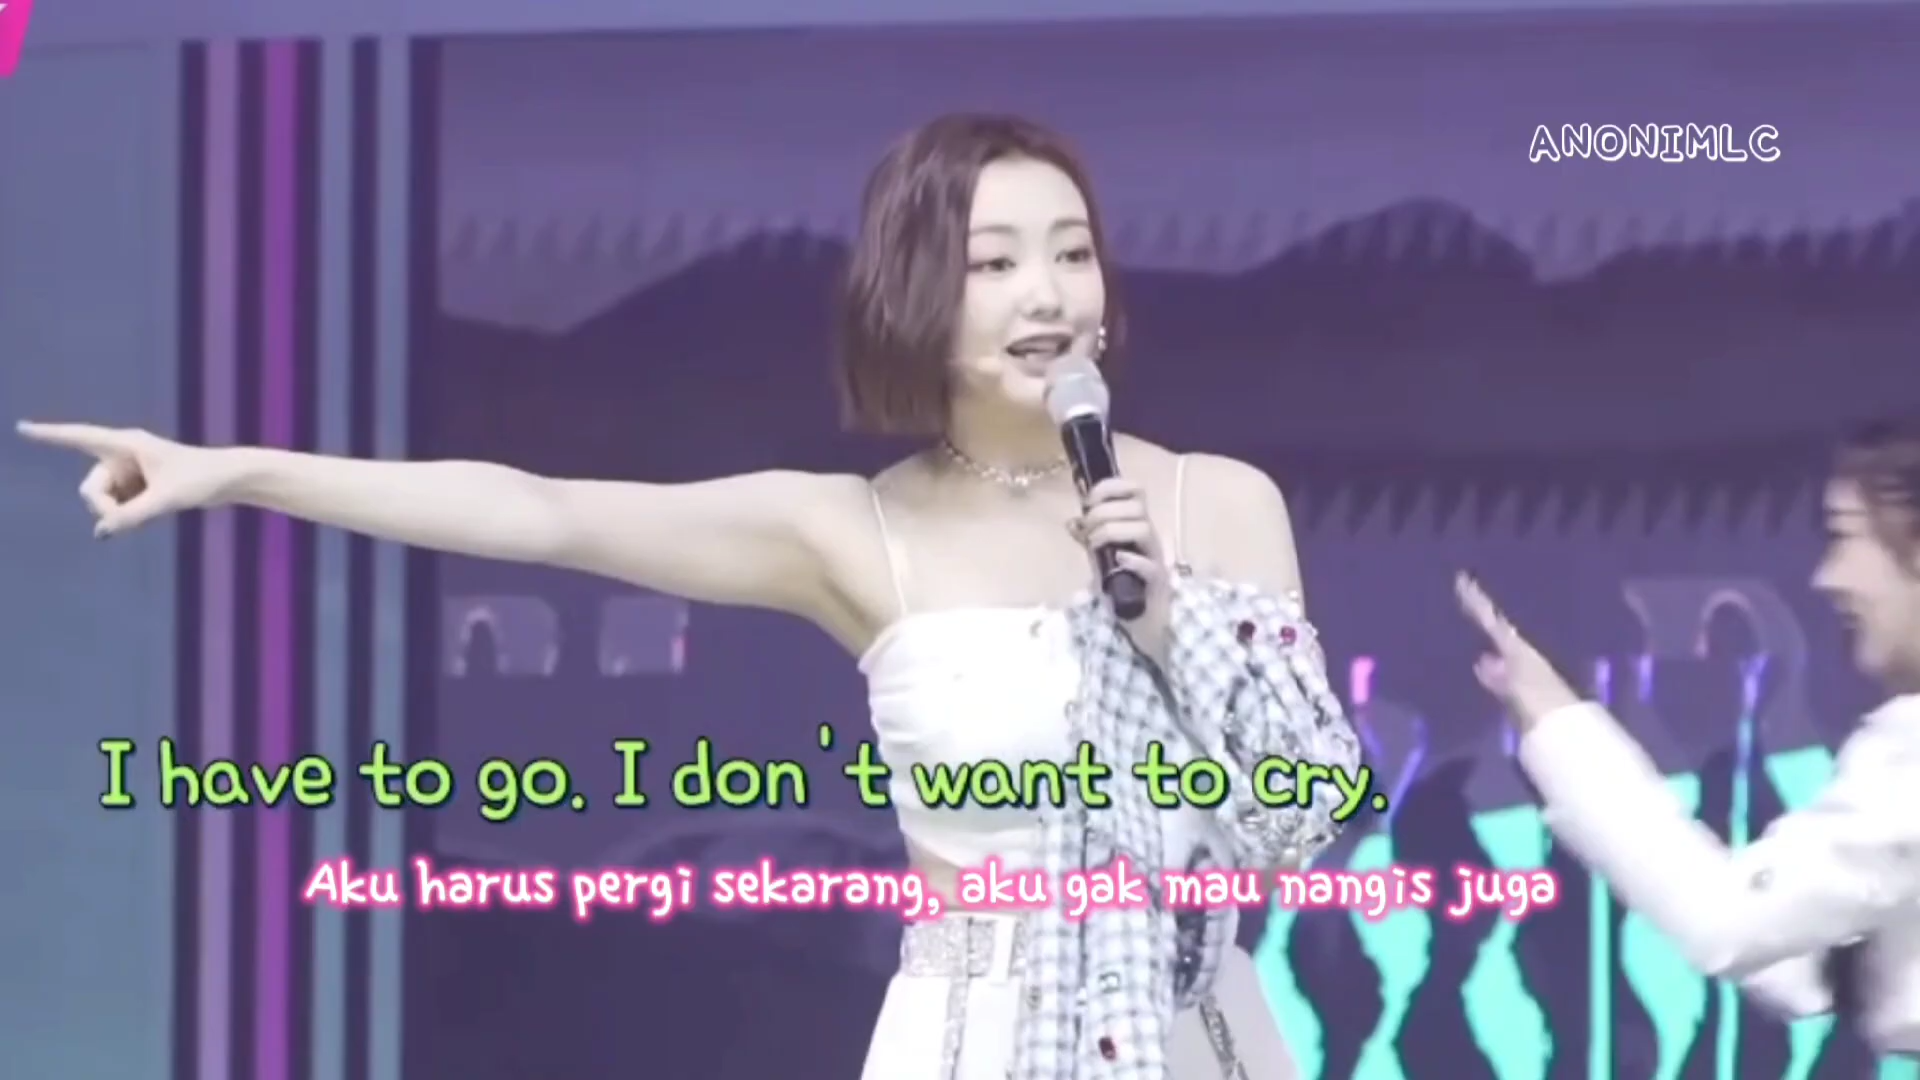 ANONIMLC
I have to go. I don't want to cry.
Aku harus pergi sekarang, aku gak mau nangis juga